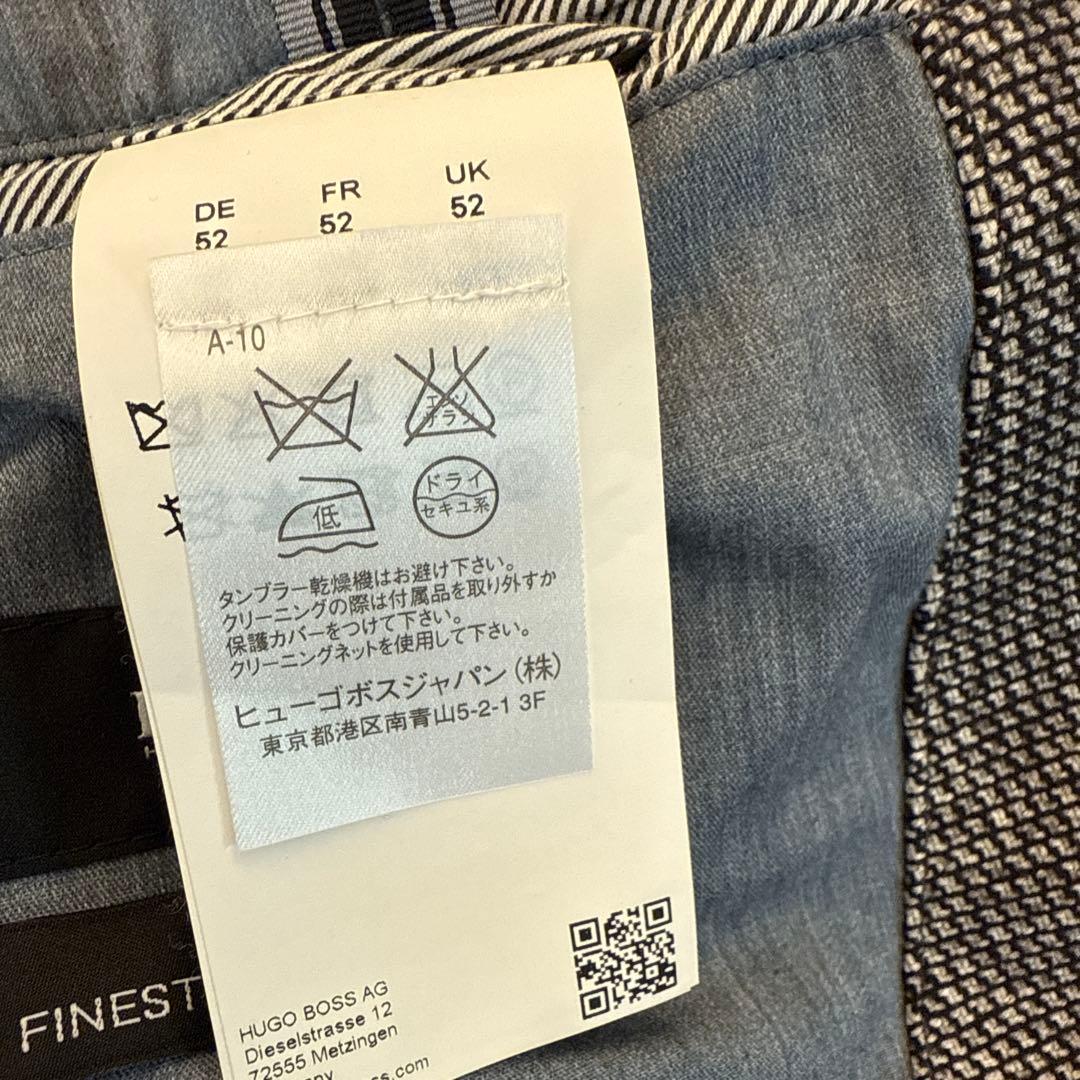 DE FR UK
52 52 52
A-10
エンソ
サラシ
低
ドライ
セキユ系
タンブラー乾燥機はお避け下さい。
クリーニングの際は付属品を取り外すか
保護カバーをつけて下さい。
クリーニングネットを使用して下さい。
ヒューゴボスジャパン(株)
東京都港区南青山5-2-1 3F
FINEST
HUGO BOSS AG
Dieselstrasse 12
72555 Metzingen